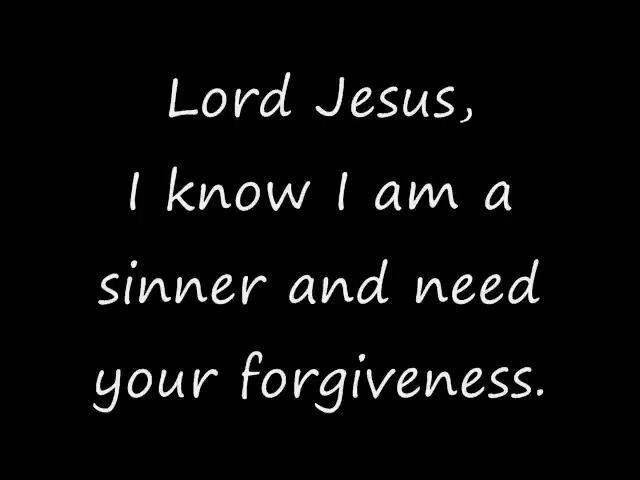 Lord Jesus,
I know I am a
sinner and need
your forgiveness.